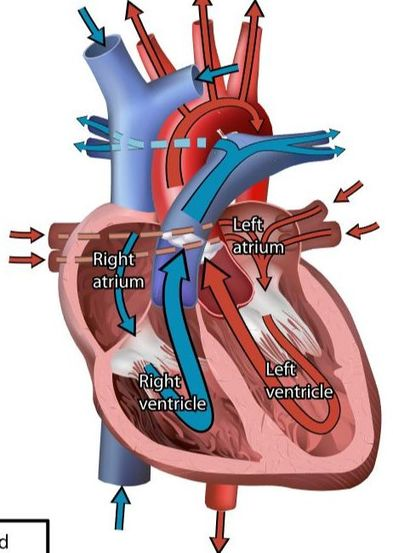 Left
atrium
Right
atrium
Left
ventricle
Right
ventricle
d